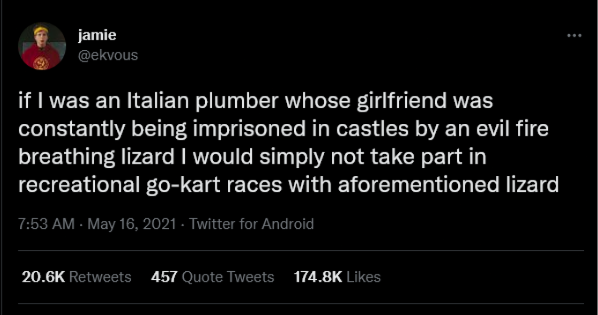 jamie
@ekvous
if I was an Italian plumber whose girlfriend was
constantly being imprisoned in castles by an evil fire
breathing lizard I would simply not take part in
recreational go-kart races with aforementioned lizard
7:53 AM · May 16, 2021 · Twitter for Android
20.6K Retweets 457 Quote Tweets 174.8K Likes